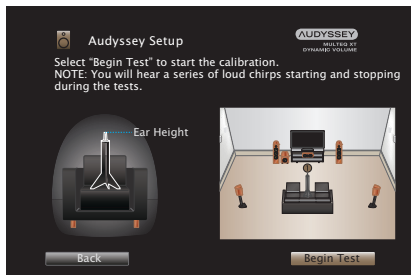 Audyssey Setup
AUDYSSEY
MULTEQ XT
DYNAMIC VOLUME
Select “Begin Test” to start the calibration.
NOTE: You will hear a series of loud chirps starting and stopping
during the tests.
Ear Height
Back
Begin Test